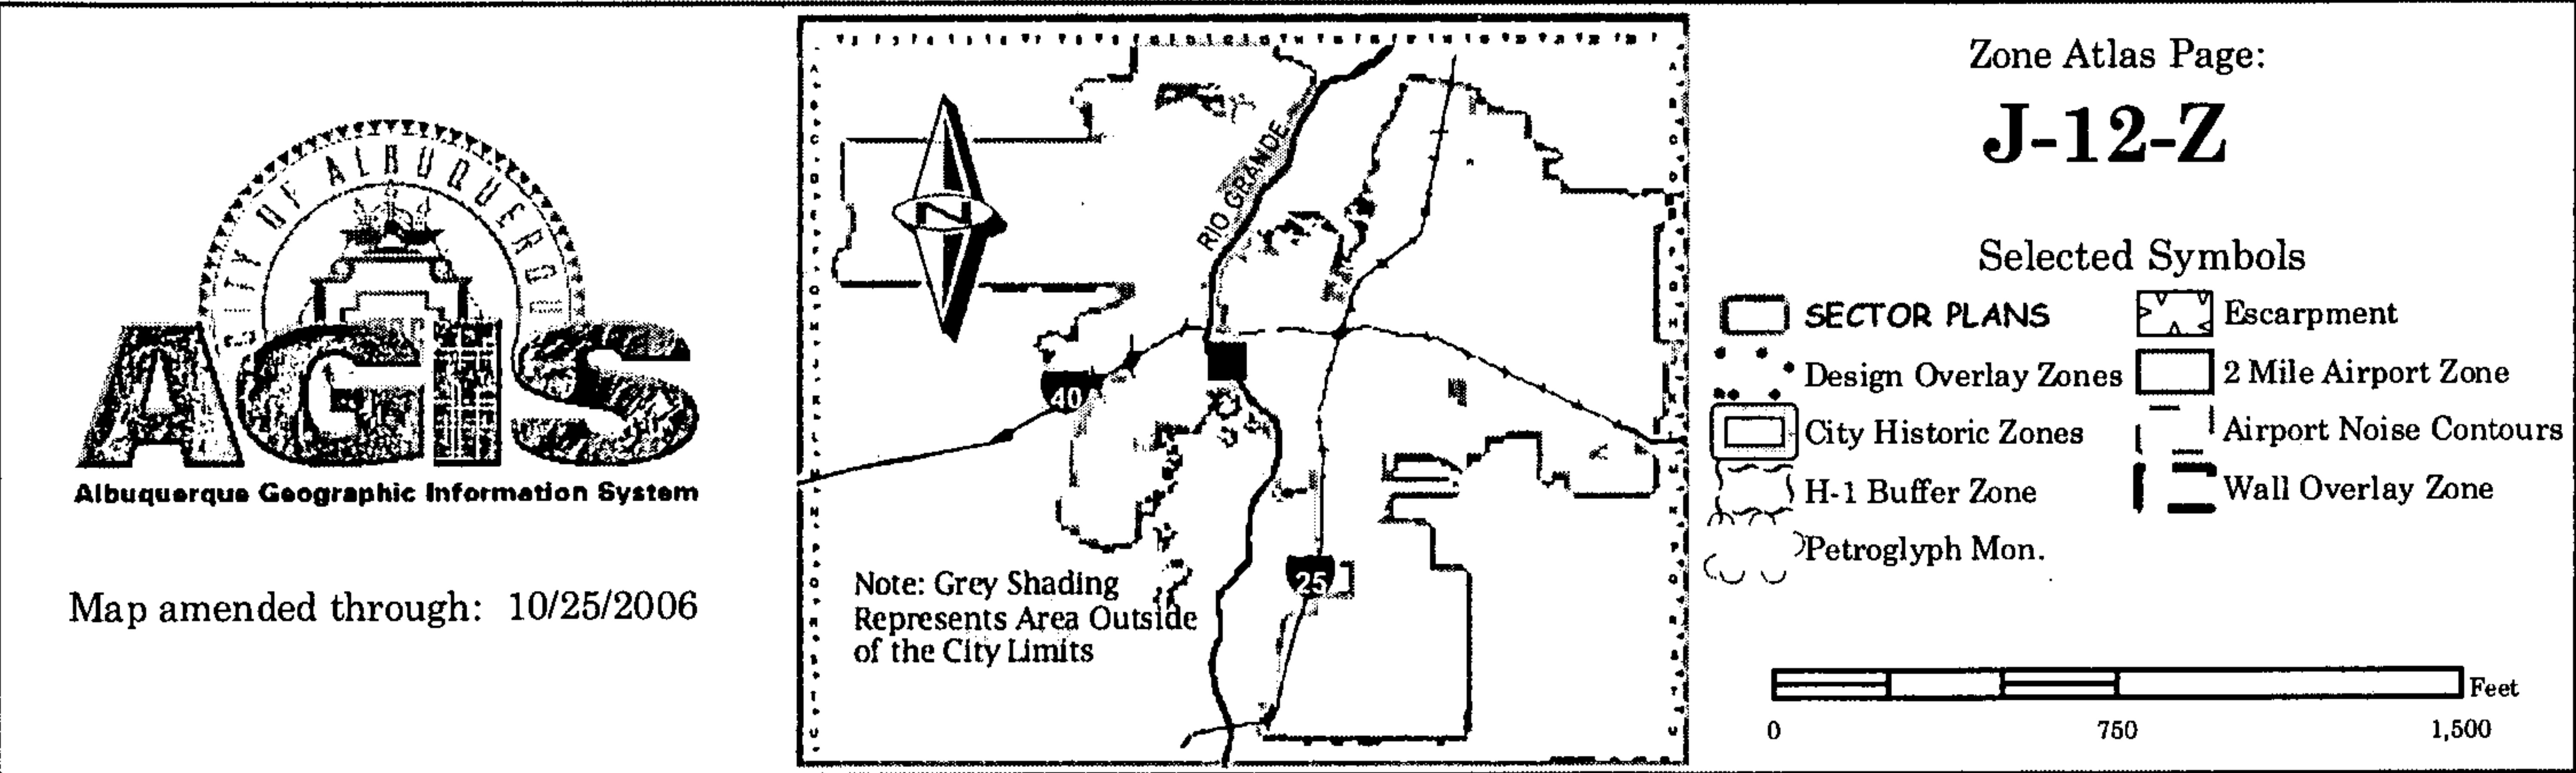 CITY OF ALBUQUERQUE
AGIS
Albuquerque Geographic Information System
Map amended through: 10/25/2006
RIO GRANDE
N
40
25
Note: Grey Shading
Represents Area Outside
of the City Limits
Zone Atlas Page:
J-12-Z
Selected Symbols
SECTOR PLANS
Escarpment
Design Overlay Zones
2 Mile Airport Zone
City Historic Zones
Airport Noise Contours
H-1 Buffer Zone
Wall Overlay Zone
Petroglyph Mon.
Feet
0 750 1,500